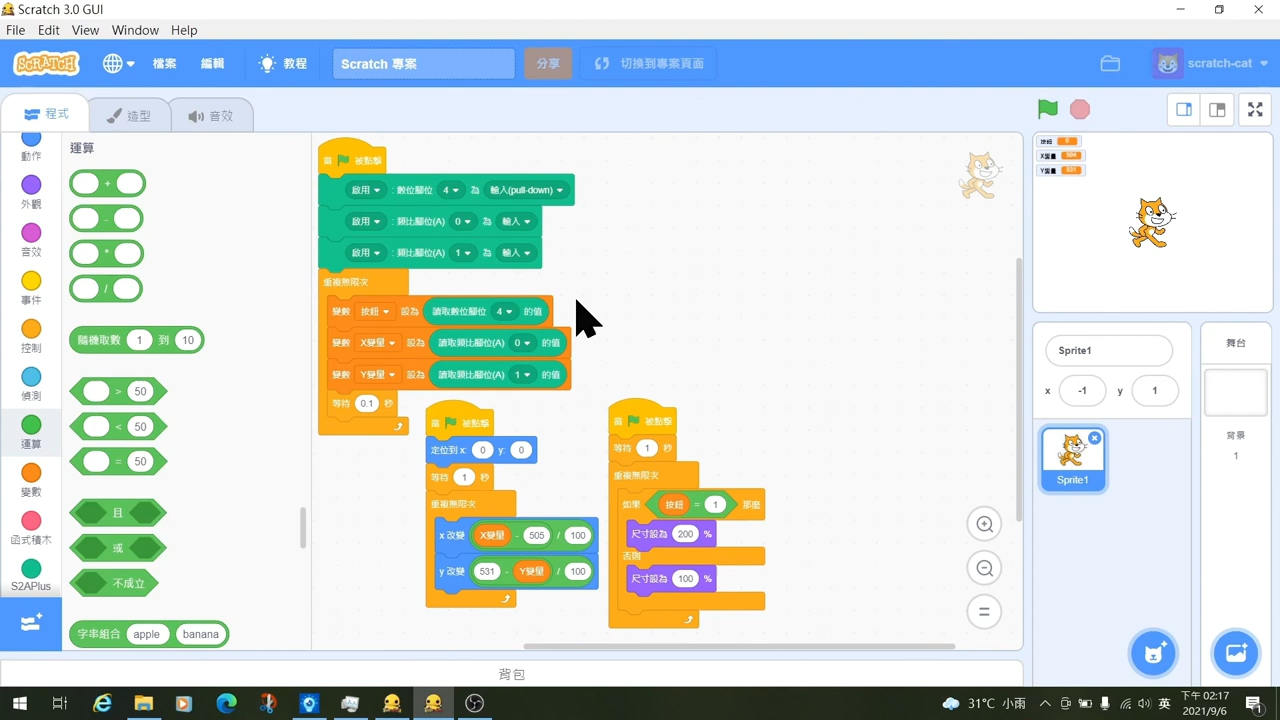 Scratch 3.0 GUI
File Edit View Window Help
SCRATCH 檔案 編輯 教程 Scratch 專案 分享 切換到專案頁面 scratch-cat
程式 造型 音效
動作
外觀
音效
事件
控制
偵測
運算
變數
函式積木
S2APlus
運算
+
-
*
/
隨機取數 1 到 10
> 50
< 50
= 50
且
或
不成立
字串組合 apple banana
當 被點擊
啟用 : 數位腳位 4 為 輸入(pull-down)
啟用 : 類比腳位(A) 0 為 輸入
啟用 : 類比腳位(A) 1 為 輸入
重複無限次
變數 按鈕 設為 讀取數位腳位 4 的值
變數 X變量 設為 讀取類比腳位(A) 0 的值
變數 Y變量 設為 讀取類比腳位(A) 1 的值
等待 0.1 秒
當 被點擊
定位到 x: 0 y: 0
等待 1 秒
重複無限次
x 改變 X變量 - 505 / 100
y 改變 531 - Y變量 / 100
當 被點擊
等待 1 秒
重複無限次
如果 按鈕 = 1 那麼
尺寸設為 200 %
否則
尺寸設為 100 %
背包
按鈕 0
X變量 504
Y變量 531
Sprite1
x -1 y 1
Sprite1
舞台
背景
1
31°C 小雨
英
下午 02:17
2021/9/6
1